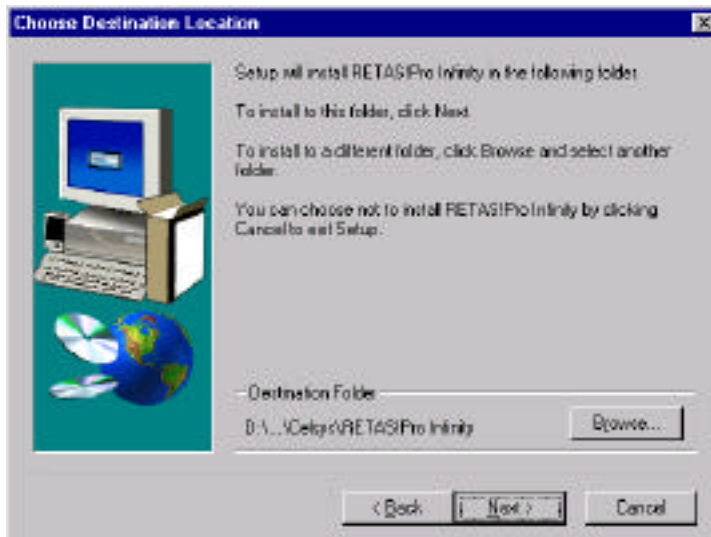 Choose Destination Location
Setup will install RETAS!Pro Infinity in the following folder.
To install to this folder, click Next.
To install to a different folder, click Browse and select another
folder.
You can choose not to install RETAS!Pro Infinity by clicking
Cancel to exit Setup.
Destination Folder
D:\...\Celsys\RETAS!Pro Infinity
Browse...
< Back
Next >
Cancel